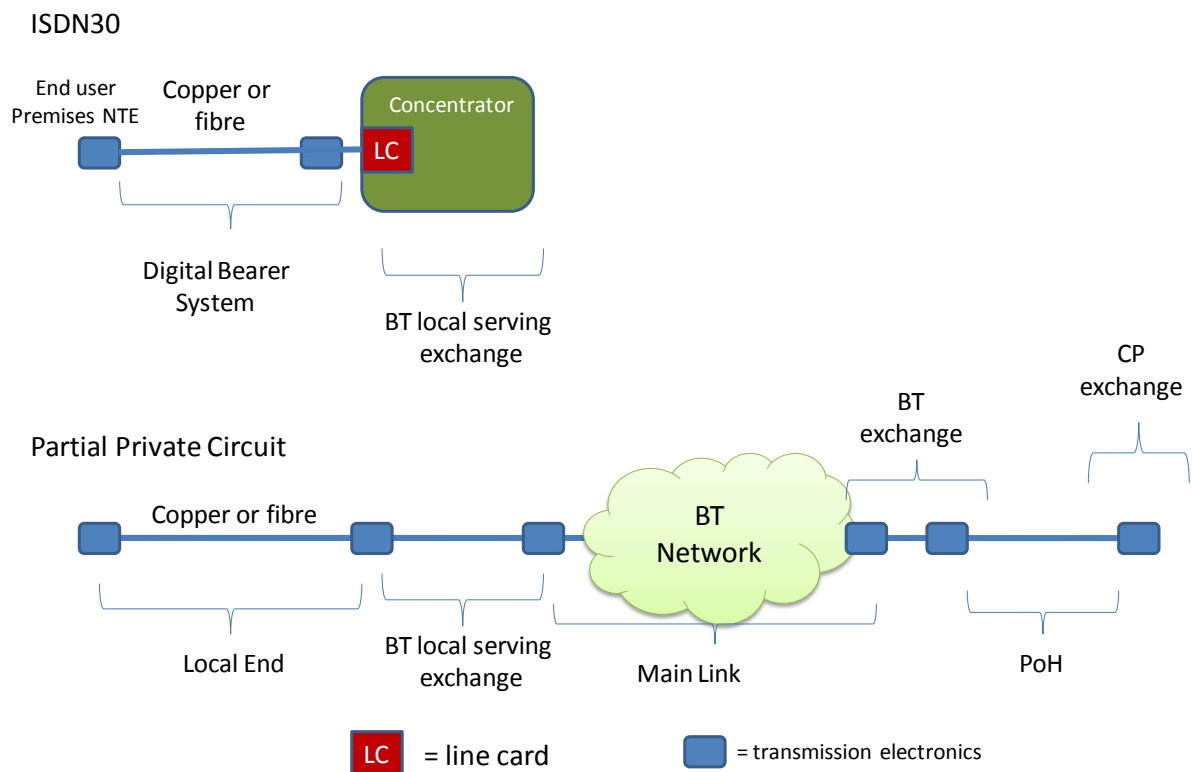 ISDN30
End user
Premises NTE
Copper or
fibre
Concentrator
LC
Digital Bearer
System
BT local serving
exchange
CP
exchange
BT
exchange
Partial Private Circuit
Copper or fibre
BT
Network
Local End
BT local serving
exchange
Main Link
PoH
LC
= line card
= transmission electronics